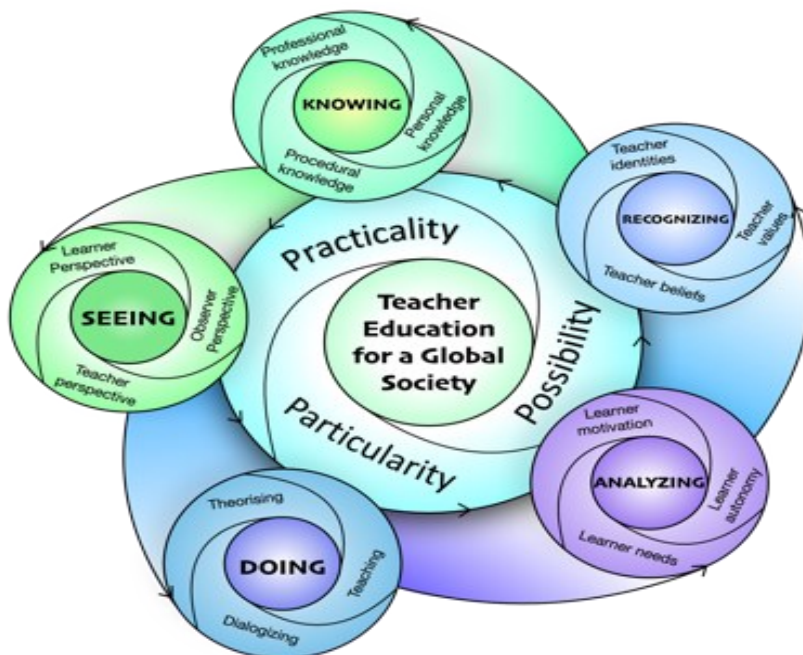 Professional
knowledge
KNOWING
Personal
knowledge
Procedural
knowledge
Teacher
identities
RECOGNIZING
Teacher
values
Teacher beliefs
Learner
Perspective
SEEING
Observer
Perspective
Teacher
perspective
Practicality
Teacher
Education
for a Global
Society
Possibility
Particularity
Learner
motivation
ANALYZING
Learner
autonomy
Learner needs
Theorising
DOING
Teaching
Dialogizing